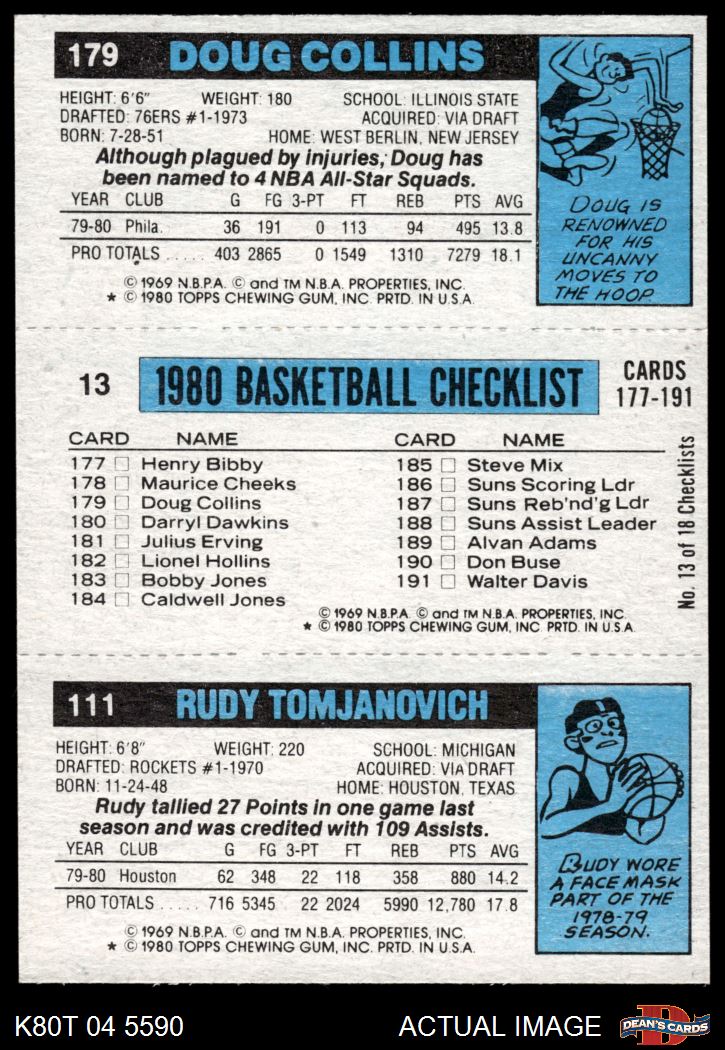 179 DOUG COLLINS
HEIGHT: 6'6" WEIGHT: 180 SCHOOL: ILLINOIS STATE
DRAFTED: 76ERS #1-1973 ACQUIRED: VIA DRAFT
BORN: 7-28-51 HOME: WEST BERLIN, NEW JERSEY
Although plagued by injuries, Doug has
been named to 4 NBA All-Star Squads.
YEAR CLUB G FG 3-PT FT REB PTS AVG
79-80 Phila. 36 191 0 113 94 495 13.8
PRO TOTALS ..... 403 2865 0 1549 1310 7279 18.1
© 1969 N.B.P.A. © and TM N.B.A. PROPERTIES, INC.
* © 1980 TOPPS CHEWING GUM, INC. PRTD. IN U.S.A.
DOUG IS
RENOWNED
FOR HIS
UNCANNY
MOVES TO
THE HOOP
13 1980 BASKETBALL CHECKLIST CARDS
177-191
CARD NAME
177 □ Henry Bibby
178 □ Maurice Cheeks
179 □ Doug Collins
180 □ Darryl Dawkins
181 □ Julius Erving
182 □ Lionel Hollins
183 □ Bobby Jones
184 □ Caldwell Jones
CARD NAME
185 □ Steve Mix
186 □ Suns Scoring Ldr
187 □ Suns Reb'nd'g Ldr
188 □ Suns Assist Leader
189 □ Alvan Adams
190 □ Don Buse
191 □ Walter Davis
© 1969 N.B.P.A. © and TM N.B.A. PROPERTIES, INC.
* © 1980 TOPPS CHEWING GUM, INC. PRTD. IN U.S.A.
No. 13 of 18 Checklists
111 RUDY TOMJANOVICH
HEIGHT: 6'8" WEIGHT: 220 SCHOOL: MICHIGAN
DRAFTED: ROCKETS #1-1970 ACQUIRED: VIA DRAFT
BORN: 11-24-48 HOME: HOUSTON, TEXAS
Rudy tallied 27 Points in one game last
season and was credited with 109 Assists.
YEAR CLUB G FG 3-PT FT REB PTS AVG
79-80 Houston 62 348 22 118 358 880 14.2
PRO TOTALS ..... 716 5345 22 2024 5990 12,780 17.8
© 1969 N.B.P.A. © and TM N.B.A. PROPERTIES, INC.
* © 1980 TOPPS CHEWING GUM, INC. PRTD. IN U.S.A.
RUDY WORE
A FACE MASK
PART OF THE
1978-79
SEASON.
K80T 04 5590 ACTUAL IMAGE D DEAN'S CARDS